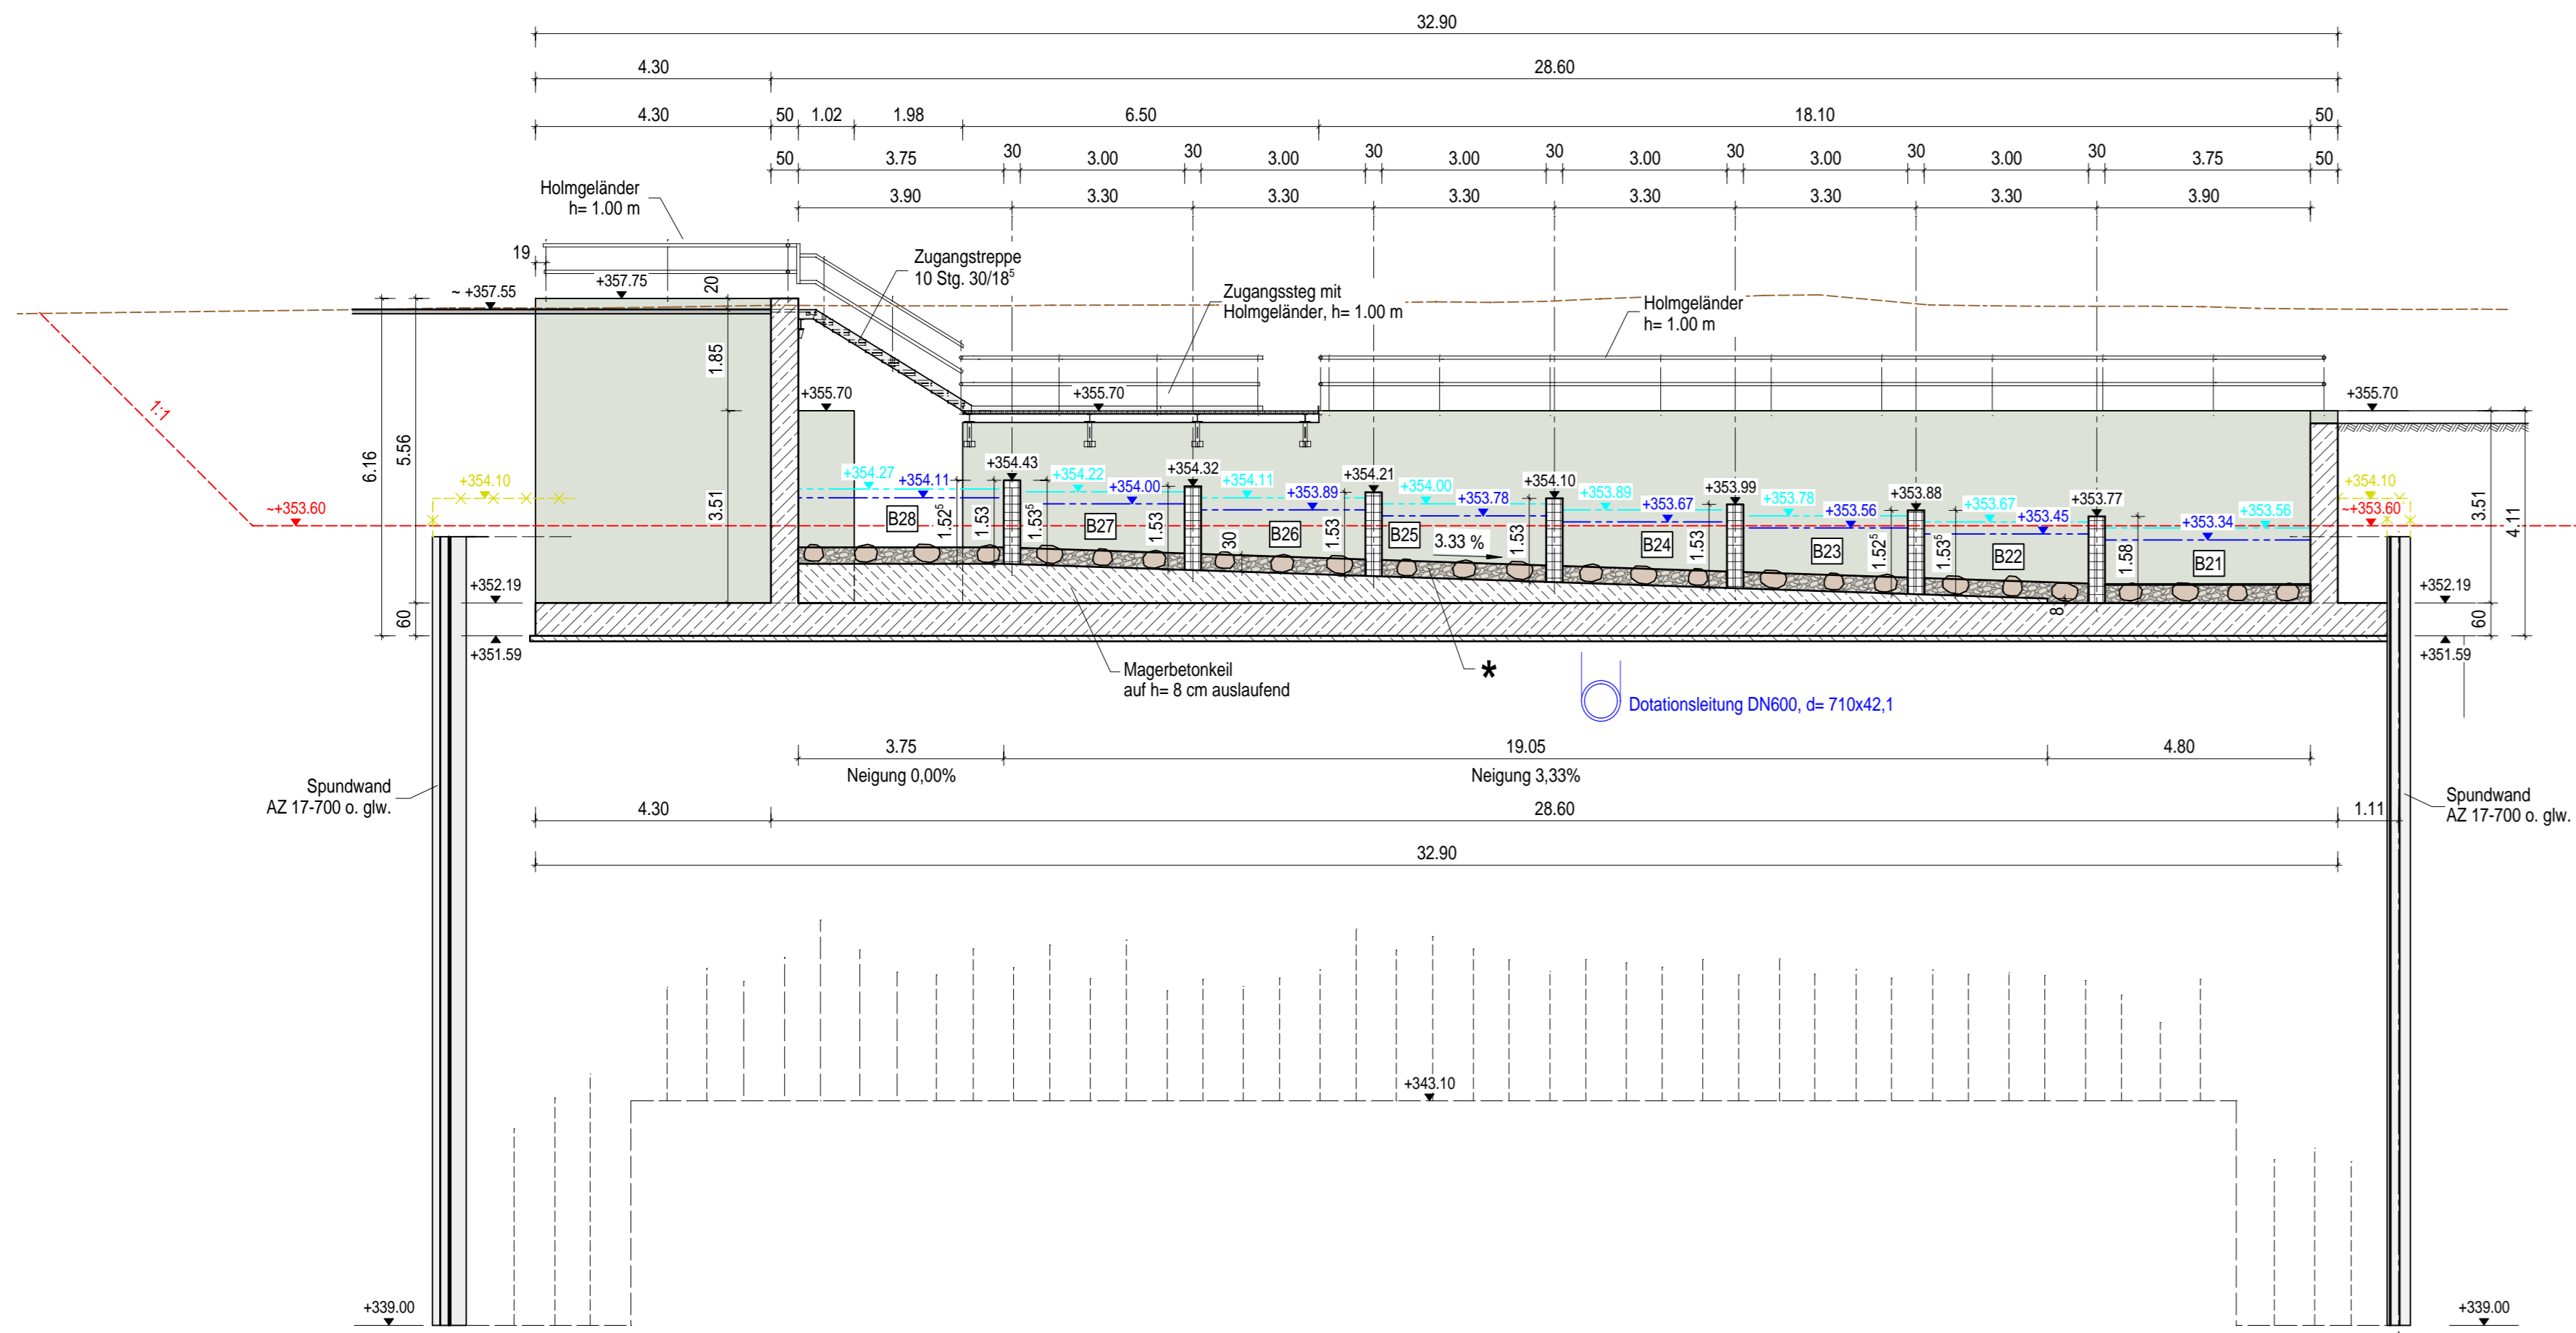 32.90
4.30 28.60
4.30 50 1.02 1.98 6.50 18.10 50
50 3.75 30 3.00 30 3.00 30 3.00 30 3.00 30 3.00 30 3.00 30 3.75 50
3.90 3.30 3.30 3.30 3.30 3.30 3.30 3.90
Holmgeländer
h= 1.00 m
19
Zugangstreppe
10 Stg. 30/18⁵
~ +357.55
+357.75
20
Zugangssteg mit
Holmgeländer, h= 1.00 m
Holmgeländer
h= 1.00 m
1:1
1.85
+355.70
+355.70
+355.70
6.16
5.56
3.51
+354.10
~+353.60
+354.27
+354.11
+354.43
+354.22
+354.00
+354.32
+354.11
+353.89
+354.21
+354.00
+353.78
+354.10
+353.89
+353.67
+353.99
+353.78
+353.56
+353.88
+353.67
+353.45
+353.77
+353.34
+353.56
+354.10
~+353.60
3.51
4.11
B28
1.52⁵
1.53
1.53⁵
B27
1.53
30
B26
1.53
B25
3.33 %
1.53
B24
1.53
B23
1.52⁵
1.53⁵
B22
1.58
B21
8
+352.19
60
+351.59
+352.19
60
+351.59
Magerbetonkeil
auf h= 8 cm auslaufend
*
Dotationsleitung DN600, d= 710x42,1
3.75 19.05 4.80
Neigung 0,00% Neigung 3,33%
Spundwand
AZ 17-700 o. glw.
Spundwand
AZ 17-700 o. glw.
4.30 28.60 1.11
32.90
+343.10
+339.00
+339.00